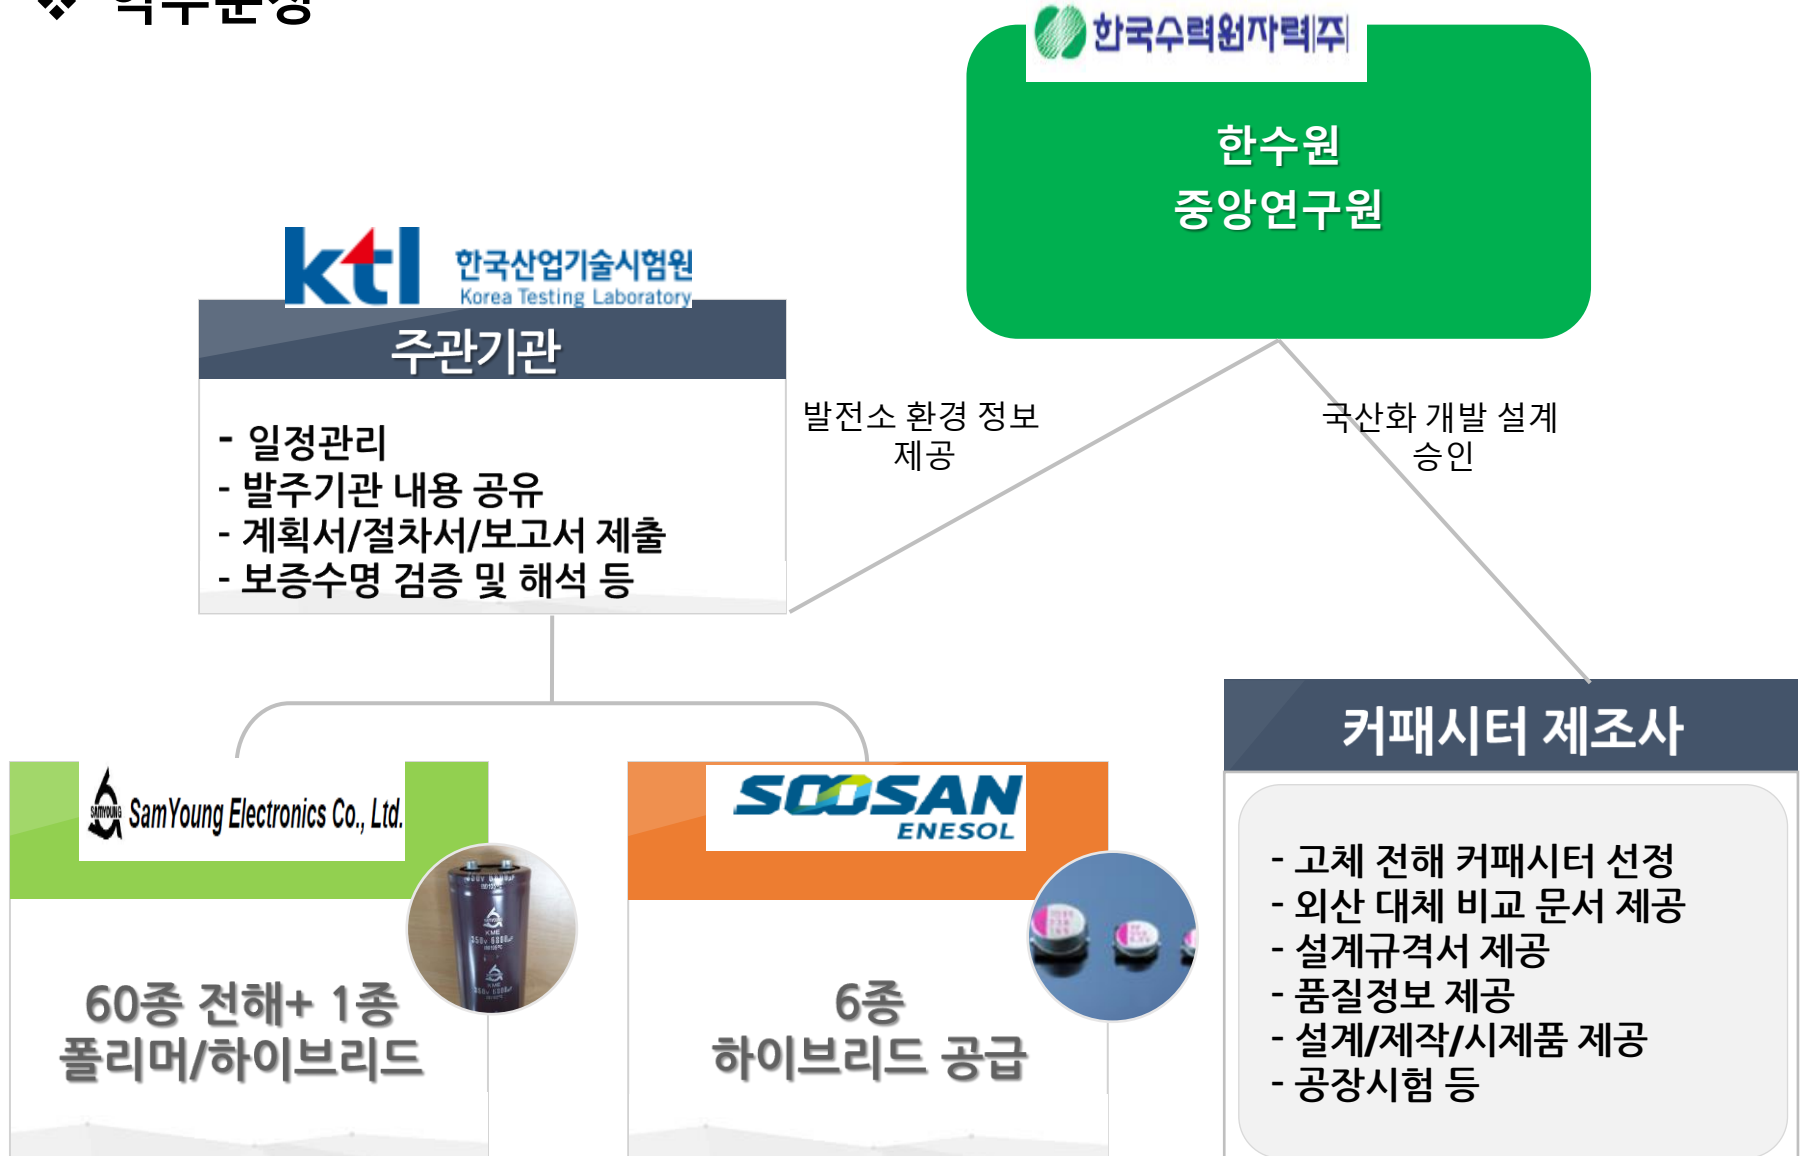 한국수력원자력|주
한수원
중앙연구원
ktl 한국산업기술시험원
Korea Testing Laboratory
주관기관
- 일정관리
- 발주기관 내용 공유
- 계획서/절차서/보고서 제출
- 보증수명 검증 및 해석 등
발전소 환경 정보
제공
국산화 개발 설계
승인
SAMYOUNG SamYoung Electronics Co., Ltd.
60종 전해+ 1종
폴리머/하이브리드
SOOSAN
ENESOL
6종
하이브리드 공급
커패시터 제조사
- 고체 전해 커패시터 선정
- 외산 대체 비교 문서 제공
- 설계규격서 제공
- 품질정보 제공
- 설계/제작/시제품 제공
- 공장시험 등